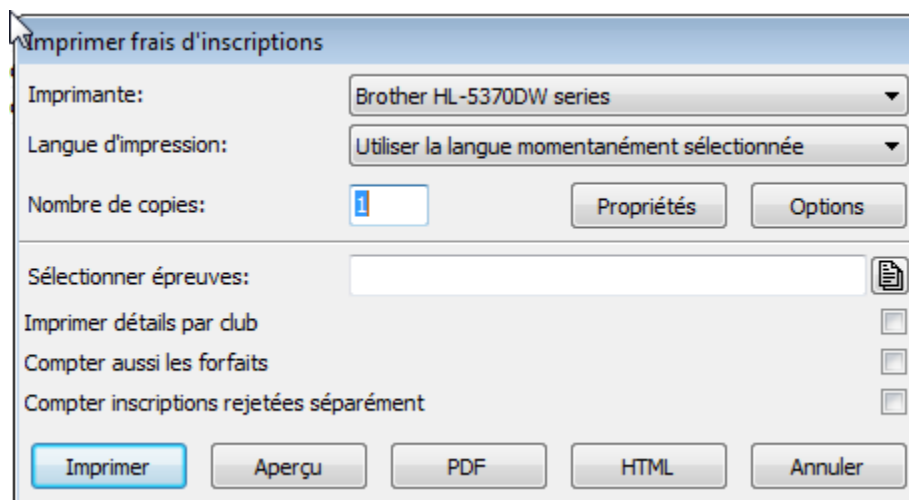 Imprimer frais d'inscriptions
Imprimante: Brother HL-5370DW series
Langue d'impression: Utiliser la langue momentanément sélectionnée
Nombre de copies: 1 Propriétés Options
Sélectionner épreuves:
Imprimer détails par club
Compter aussi les forfaits
Compter inscriptions rejetées séparément
Imprimer Aperçu PDF HTML Annuler